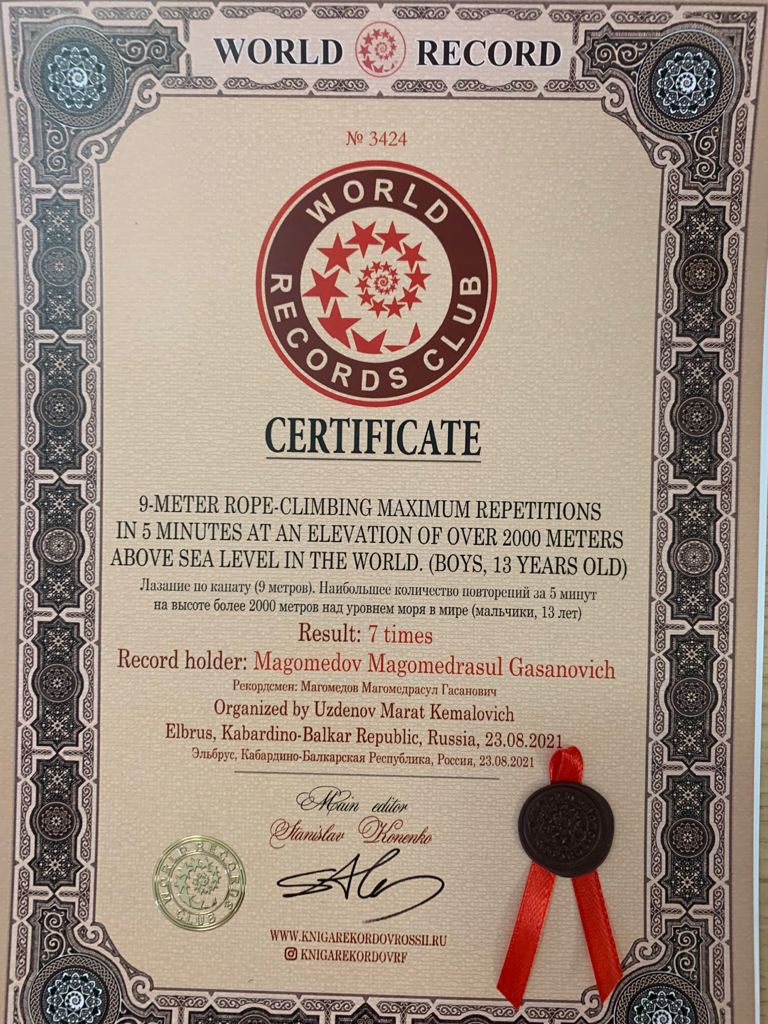 WORLD RECORD
№ 3424
WORLD RECORDS CLUB
CERTIFICATE
9-METER ROPE-CLIMBING MAXIMUM REPETITIONS
IN 5 MINUTES AT AN ELEVATION OF OVER 2000 METERS
ABOVE SEA LEVEL IN THE WORLD. (BOYS, 13 YEARS OLD)
Лазание по канату (9 метров). Наибольшее количество повторений за 5 минут
на высоте более 2000 метров над уровнем моря в мире (мальчики, 13 лет)
Result: 7 times
Record holder: Magomedov Magomedrasul Gasanovich
Рекордсмен: Магомедов Магомедрасул Гасанович
Organized by Uzdenov Marat Kemalovich
Elbrus, Kabardino-Balkar Republic, Russia, 23.08.2021
Эльбрус, Кабардино-Балкарская Республика, Россия, 23.08.2021
Main editor
Stanislav Konenko
WORLD RECORDS CLUB
WWW.KNIGAREKORDOVROSSII.RU
KNIGAREKORDOVRF